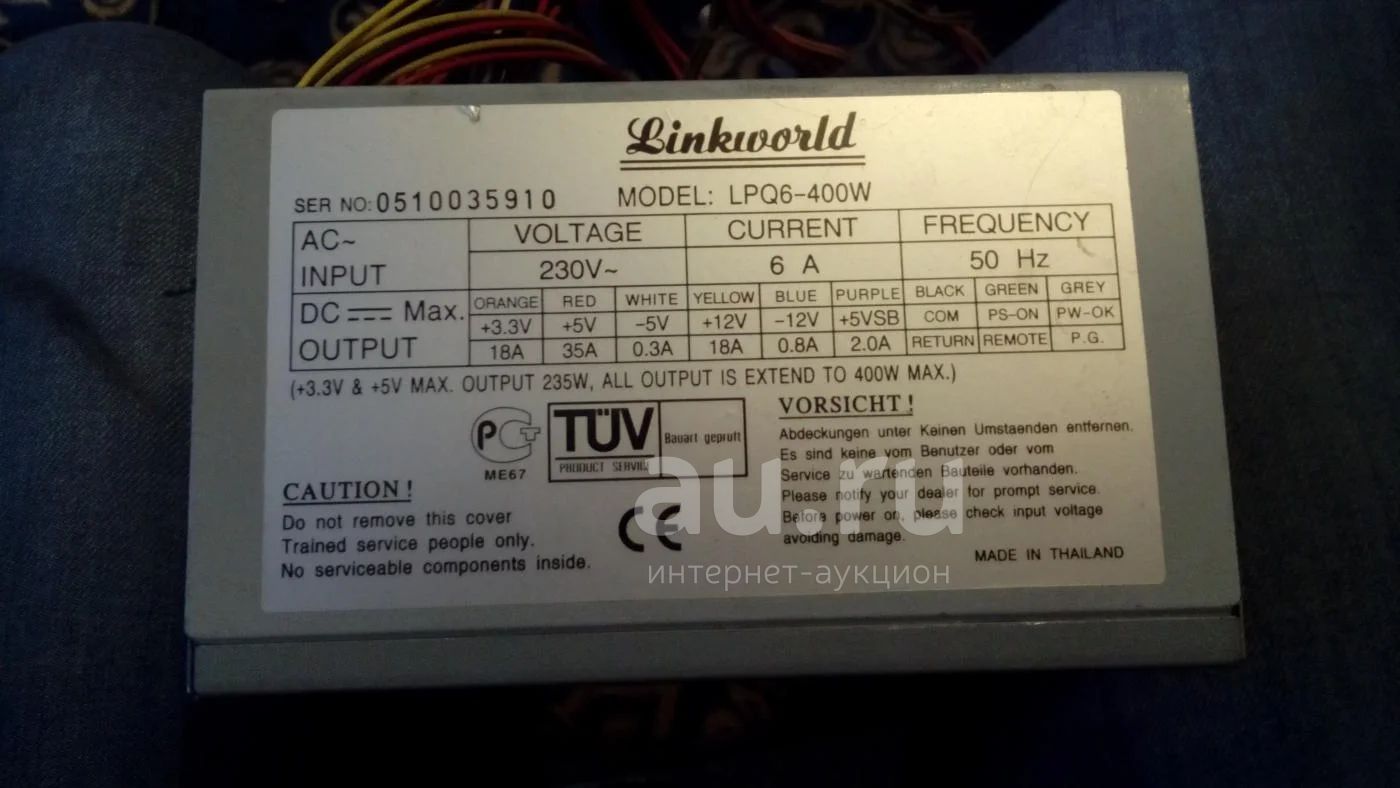 Linkworld
SER NO: 0510035910 MODEL: LPQ6-400W
AC~ INPUT VOLTAGE CURRENT FREQUENCY
230V~ 6 A 50 Hz
DC Max. OUTPUT ORANGE RED WHITE YELLOW BLUE PURPLE BLACK GREEN GREY
+3.3V +5V -5V +12V -12V +5VSB COM PS-ON PW-OK
18A 35A 0.3A 18A 0.8A 2.0A RETURN REMOTE P.G.
(+3.3V & +5V MAX. OUTPUT 235W, ALL OUTPUT IS EXTEND TO 400W MAX.)
РСТ
ME67
TÜV
PRODUCT SERVICE
Bauart geprüft
CE
CAUTION !
Do not remove this cover
Trained service people only.
No serviceable components inside.
VORSICHT !
Abdeckungen unter Keinen Umstaenden entfernen.
Es sind keine vom Benutzer oder vom
Service zu wartenden Bauteile vorhanden.
Please notify your dealer for prompt service.
Before power on, please check input voltage
avoiding damage.
MADE IN THAILAND
au.ru
интернет-аукцион